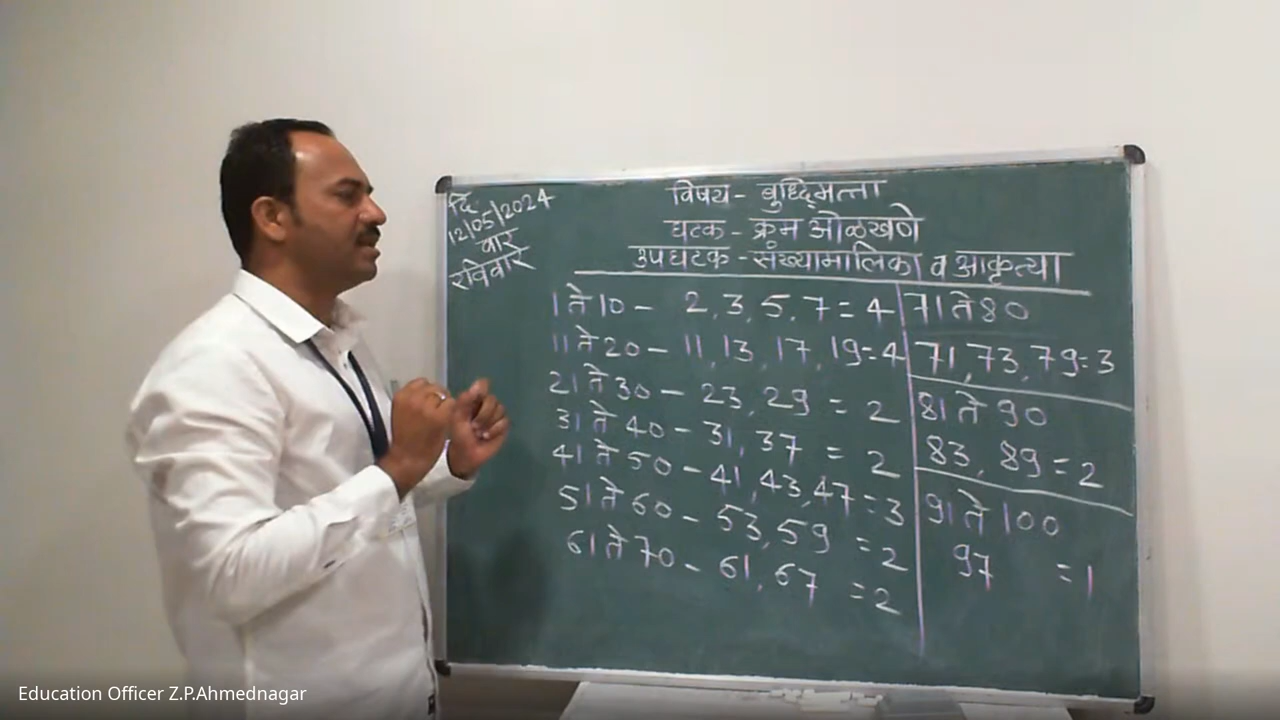 दि.
12/05/2024
वार
रविवार
विषय - बुध्दिमत्ता
घटक - क्रम ओळखणे
उपघटक - संख्यामालिका व आकृत्या
1 ते 10 - 2, 3, 5, 7 = 4
11 ते 20 - 11, 13, 17, 19 = 4
21 ते 30 - 23, 29 = 2
31 ते 40 - 31, 37 = 2
41 ते 50 - 41, 43, 47 = 3
51 ते 60 - 53, 59 = 2
61 ते 70 - 61, 67 = 2
71 ते 80
71, 73, 79 = 3
81 ते 90
83, 89 = 2
91 ते 100
97 = 1
Education Officer Z.P.Ahmednagar